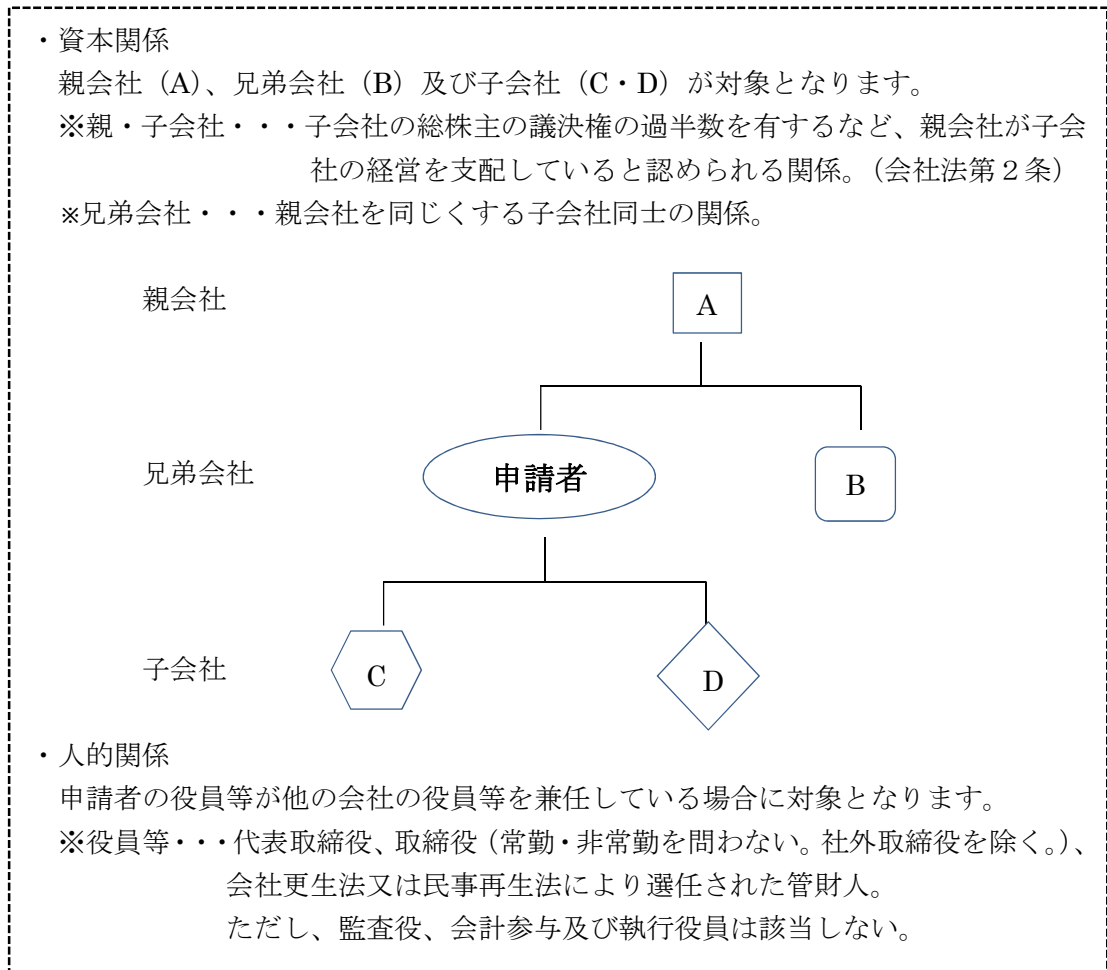 ・資本関係
親会社（A）、兄弟会社（B）及び子会社（C・D）が対象となります。
※親・子会社・・・子会社の総株主の議決権の過半数を有するなど、親会社が子会
社の経営を支配していると認められる関係。（会社法第２条）
※兄弟会社・・・親会社を同じくする子会社同士の関係。
親会社 A
兄弟会社 申請者 B
子会社 C D
・人的関係
申請者の役員等が他の会社の役員等を兼任している場合に対象となります。
※役員等・・・代表取締役、取締役（常勤・非常勤を問わない。社外取締役を除く。）、
会社更生法又は民事再生法により選任された管財人。
ただし、監査役、会計参与及び執行役員は該当しない。